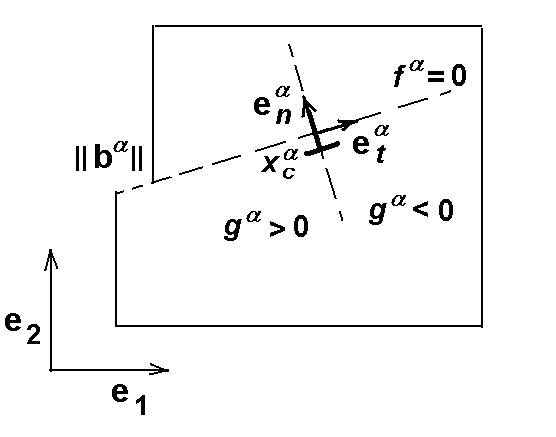 f^α = 0
e_n^α
e_t^α
||b^α||
x_c^α
g^α > 0
g^α < 0
e_2
e_1